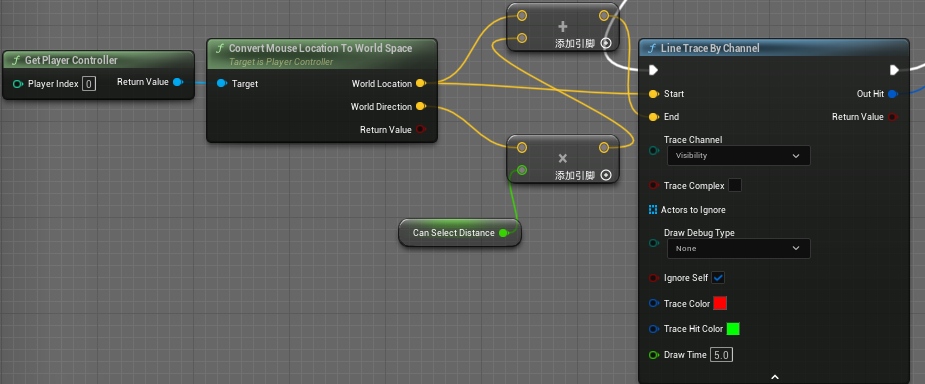 Get Player Controller
Player Index 0
Return Value
Convert Mouse Location To World Space
Target is Player Controller
Target
World Location
World Direction
Return Value
+
添加引脚
×
添加引脚
Can Select Distance
Line Trace By Channel
Start
Out Hit
End
Return Value
Trace Channel
Visibility
Trace Complex
Actors to Ignore
Draw Debug Type
None
Ignore Self
Trace Color
Trace Hit Color
Draw Time 5.0